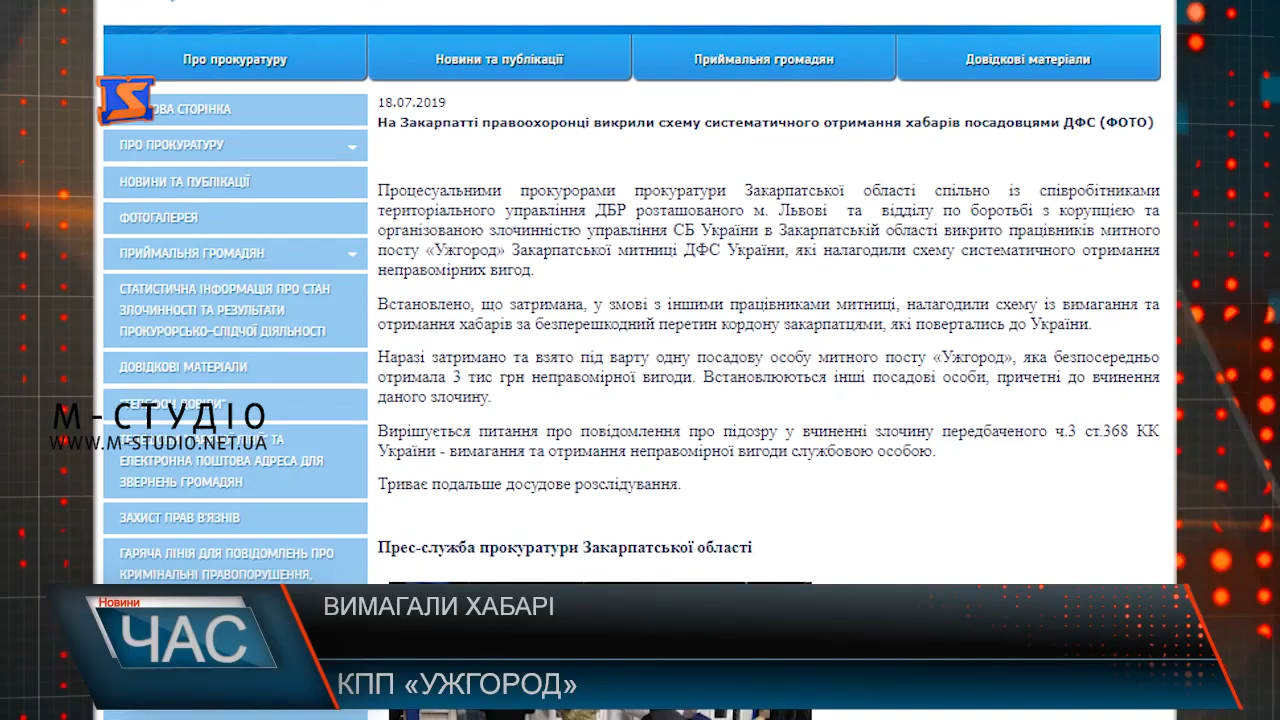 Про прокуратуру
Новини та публікації
Приймальня громадян
Довідкові матеріали
ОВА СТОРІНКА
ПРО ПРОКУРАТУРУ
НОВИНИ ТА ПУБЛІКАЦІЇ
ФОТОГАЛЕРЕЯ
ПРИЙМАЛЬНЯ ГРОМАДЯН
СТАТИСТИЧНА ІНФОРМАЦІЯ ПРО СТАН
ЗЛОЧИННОСТІ ТА РЕЗУЛЬТАТИ
ПРОКУРОРСЬКО-СЛІДЧОЇ ДІЯЛЬНОСТІ
ДОВІДКОВІ МАТЕРІАЛИ
"ТЕЛЕФОН ДОВІРИ"
М-СТУДІО
WWW.M-STUDIO.NET.UA
ТА
ЕЛЕКТРОННА ПОШТОВА АДРЕСА ДЛЯ
ЗВЕРНЕНЬ ГРОМАДЯН
ЗАХИСТ ПРАВ В'ЯЗНІВ
ГАРЯЧА ЛІНІЯ ДЛЯ ПОВІДОМЛЕНЬ ПРО
КРИМІНАЛЬНІ ПРАВОПОРУШЕННЯ,
18.07.2019
На Закарпатті правоохоронці викрили схему систематичного отримання хабарів посадовцями ДФС (ФОТО)
Процесуальними прокурорами прокуратури Закарпатської області спільно із співробітниками
територіального управління ДБР розташованого м. Львові та відділу по боротьбі з корупцією та
організованою злочинністю управління СБ України в Закарпатській області викрито працівників митного
посту «Ужгород» Закарпатської митниці ДФС України, які налагодили схему систематичного отримання
неправомірних вигод.
Встановлено, що затримана, у змові з іншими працівниками митниці, налагодили схему із вимагання та
отримання хабарів за безперешкодний перетин кордону закарпатцями, які повертались до України.
Наразі затримано та взято під варту одну посадову особу митного посту «Ужгород», яка безпосередньо
отримала 3 тис грн неправомірної вигоди. Встановлюються інші посадові особи, причетні до вчинення
даного злочину.
Вирішується питання про повідомлення про підозру у вчиненні злочину передбаченого ч.3 ст.368 КК
України - вимагання та отримання неправомірної вигоди службовою особою.
Триває подальше досудове розслідування.
Прес-служба прокуратури Закарпатської області
Новини
ЧАС
ВИМАГАЛИ ХАБАРІ
КПП «УЖГОРОД»